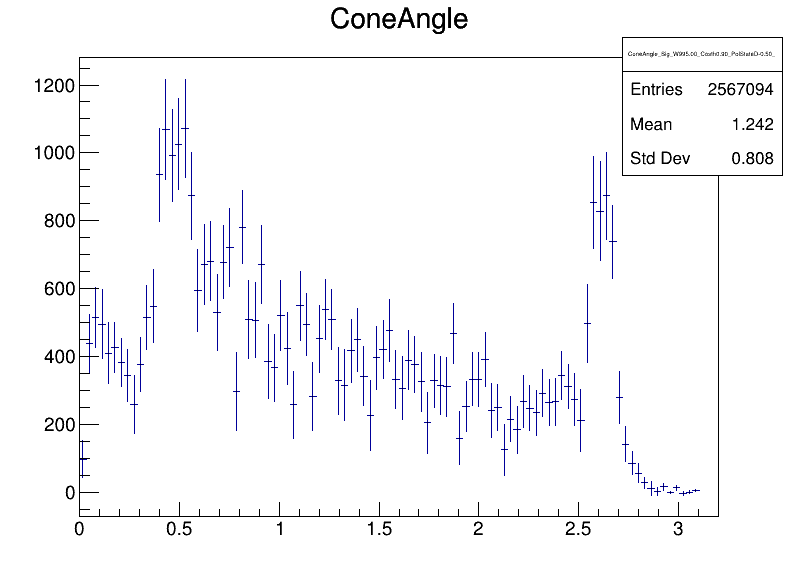 ConeAngle
ConeAngle_Sig_W995.00_Costh0.90_PolStateD-0.50_
Entries 2567094
Mean 1.242
Std Dev 0.808
1200
1000
800
600
400
200
0
0 0.5 1 1.5 2 2.5 3